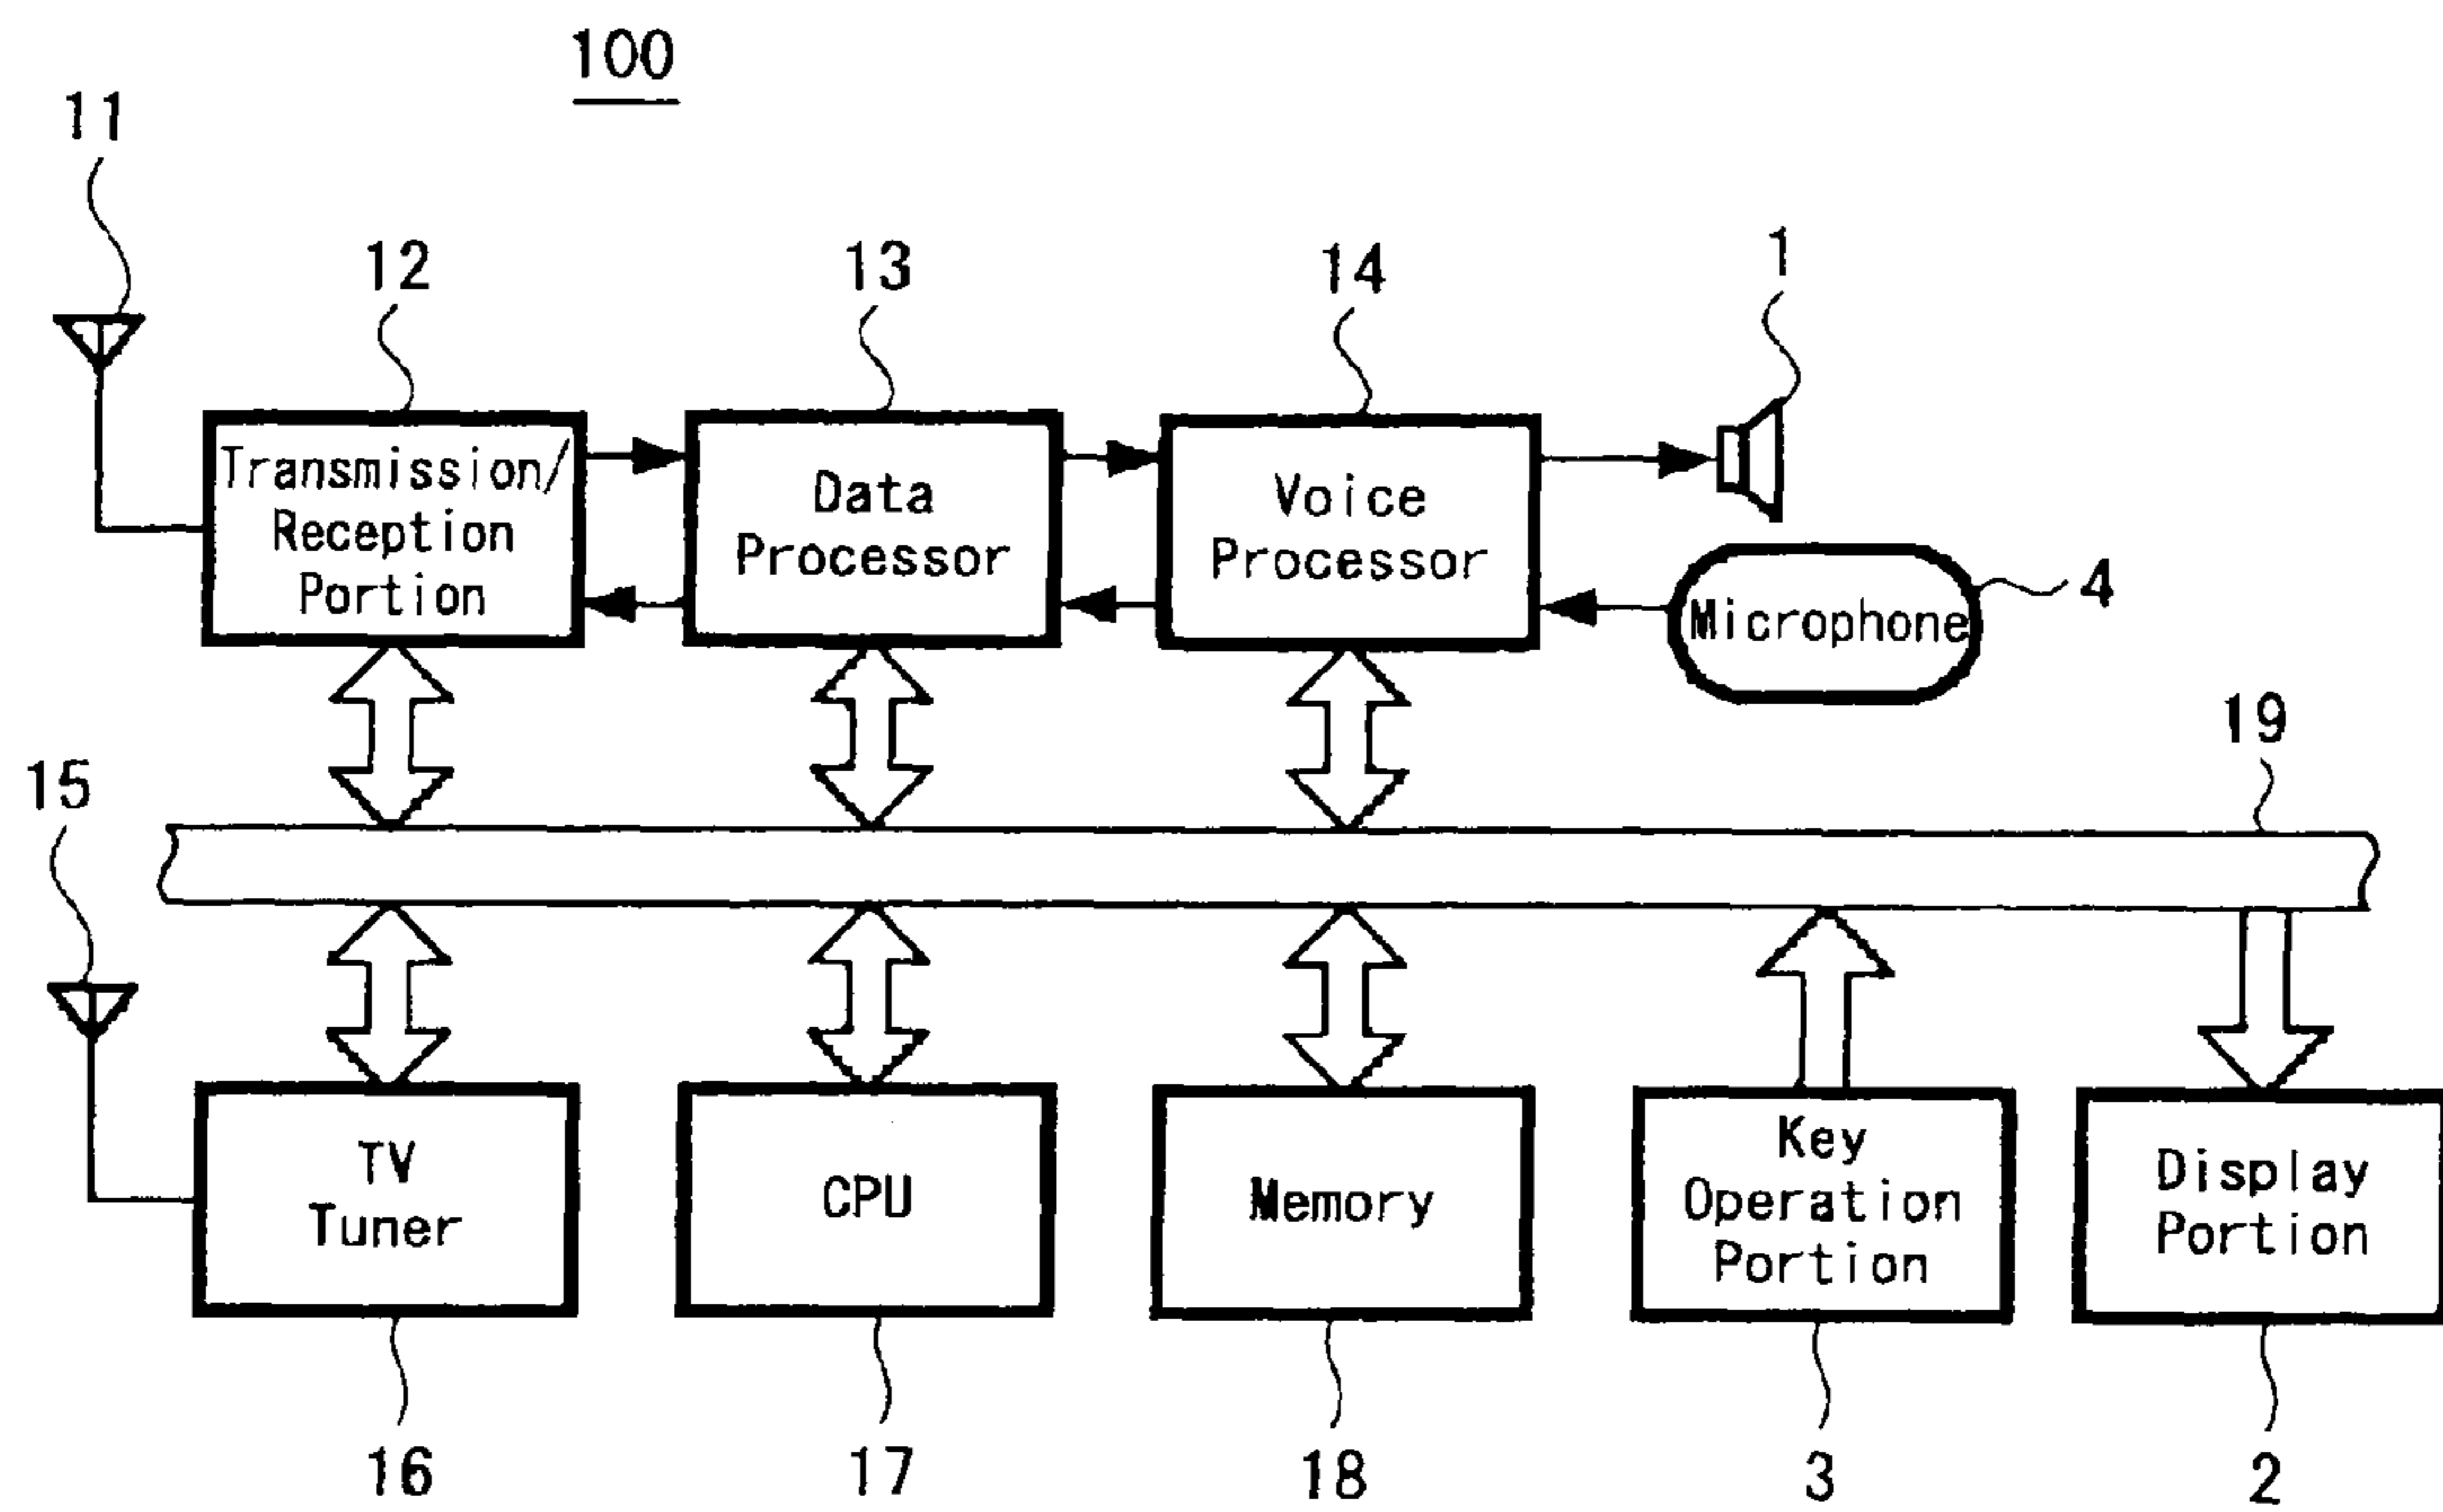 100
11
12
13
14
1
Transmission/
Reception
Portion
Data
Processor
Voice
Processor
Microphone
4
19
15
TV
Tuner
CPU
Memory
Key
Operation
Portion
Display
Portion
16
17
18
3
2